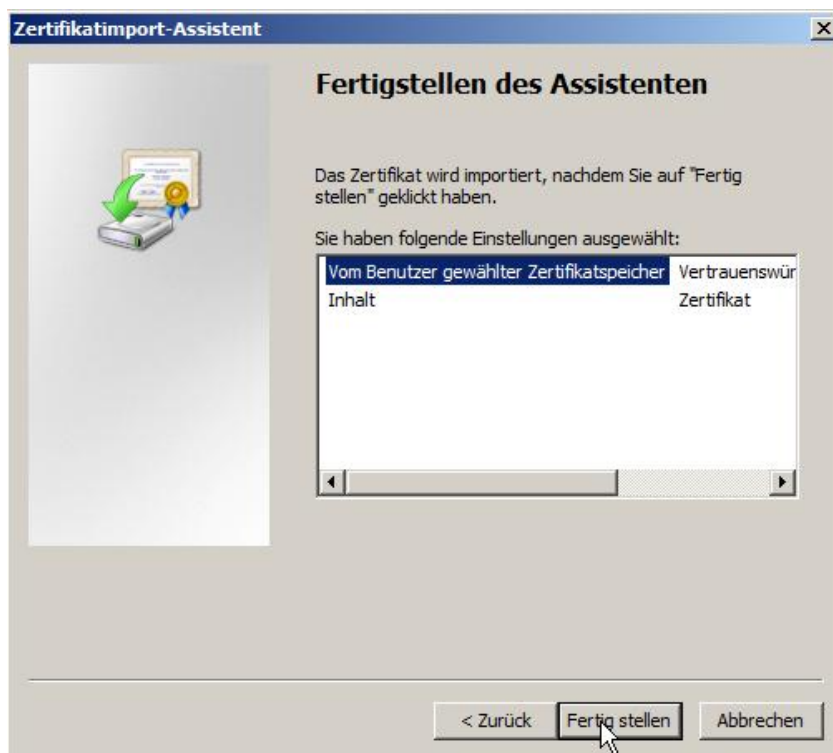 Zertifikatimport-Assistent
Fertigstellen des Assistenten
Das Zertifikat wird importiert, nachdem Sie auf "Fertig
stellen" geklickt haben.
Sie haben folgende Einstellungen ausgewählt:
Vom Benutzer gewählter Zertifikatspeicher Vertrauenswür
Inhalt Zertifikat
< Zurück Fertig stellen Abbrechen